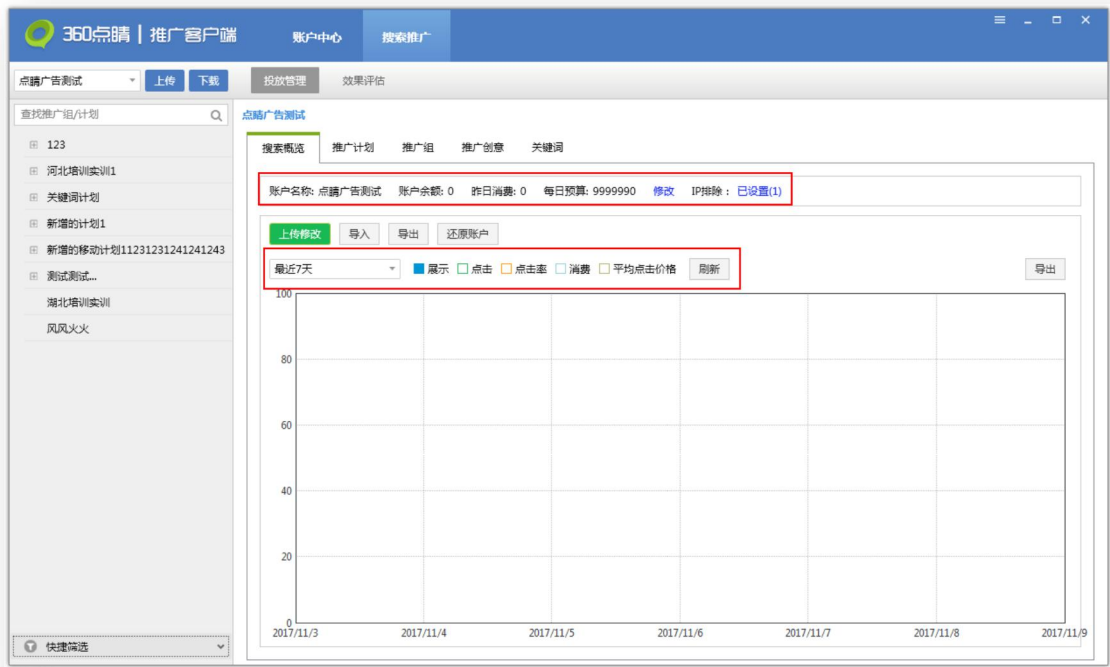 360点睛 | 推广客户端 账户中心 搜索推广
点睛广告测试 上传 下载 投放管理 效果评估
查找推广组/计划
123
河北培训实训1
关键词计划
新增的计划1
新增的移动计划11231231241241243
测试测试...
湖北培训实训
风风火火
快捷筛选
点睛广告测试
搜索概览 推广计划 推广组 推广创意 关键词
账户名称: 点睛广告测试 账户余额: 0 昨日消费: 0 每日预算: 9999990 修改 IP排除： 已设置(1)
上传修改 导入 导出 还原账户
最近7天 展示 点击 点击率 消费 平均点击价格 刷新 导出
100
80
60
40
20
0
2017/11/3 2017/11/4 2017/11/5 2017/11/6 2017/11/7 2017/11/8 2017/11/9